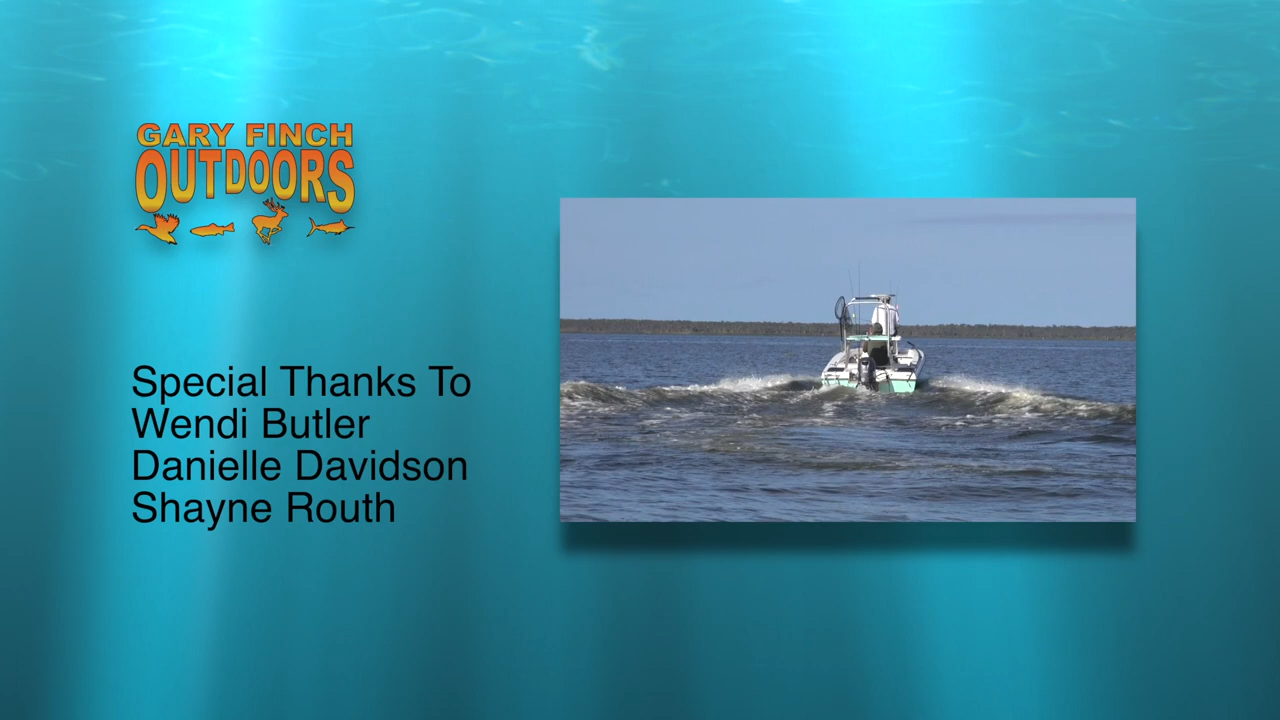 GARY FINCH
OUTDOORS
Special Thanks To
Wendi Butler
Danielle Davidson
Shayne Routh